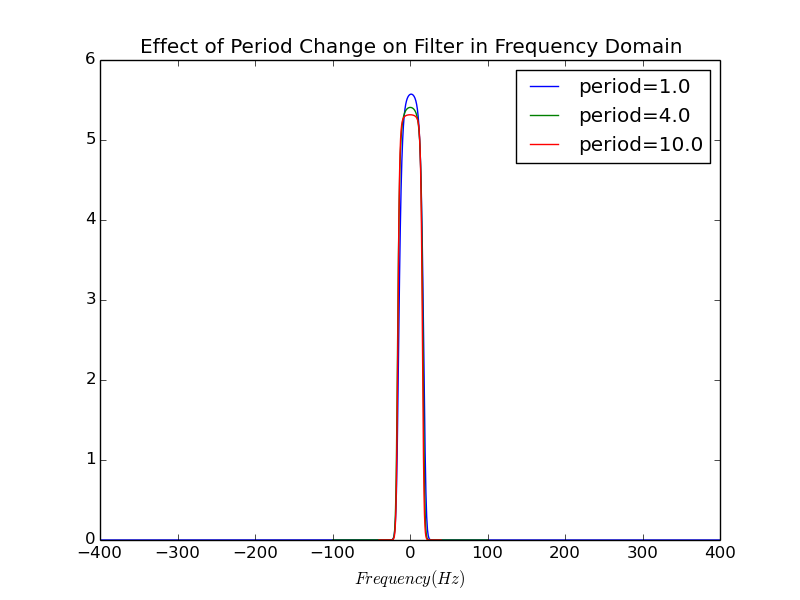 Effect of Period Change on Filter in Frequency Domain
6
period=1.0
period=4.0
period=10.0
5
4
3
2
1
0
−400 −300 −200 −100 0 100 200 300 400
Frequency(Hz)